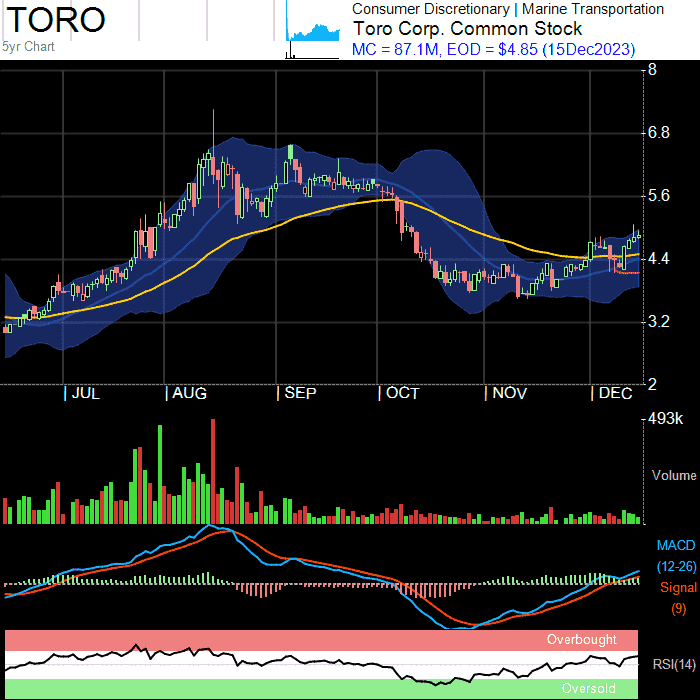 TORO
5yr Chart
Consumer Discretionary | Marine Transportation
Toro Corp. Common Stock
MC = 87.1M, EOD = $4.85 (15Dec2023)
8
6.8
5.6
4.4
3.2
2
JUL AUG SEP OCT NOV DEC
493k
Volume
MACD
(12-26)
Signal
(9)
Overbought
RSI(14)
Oversold